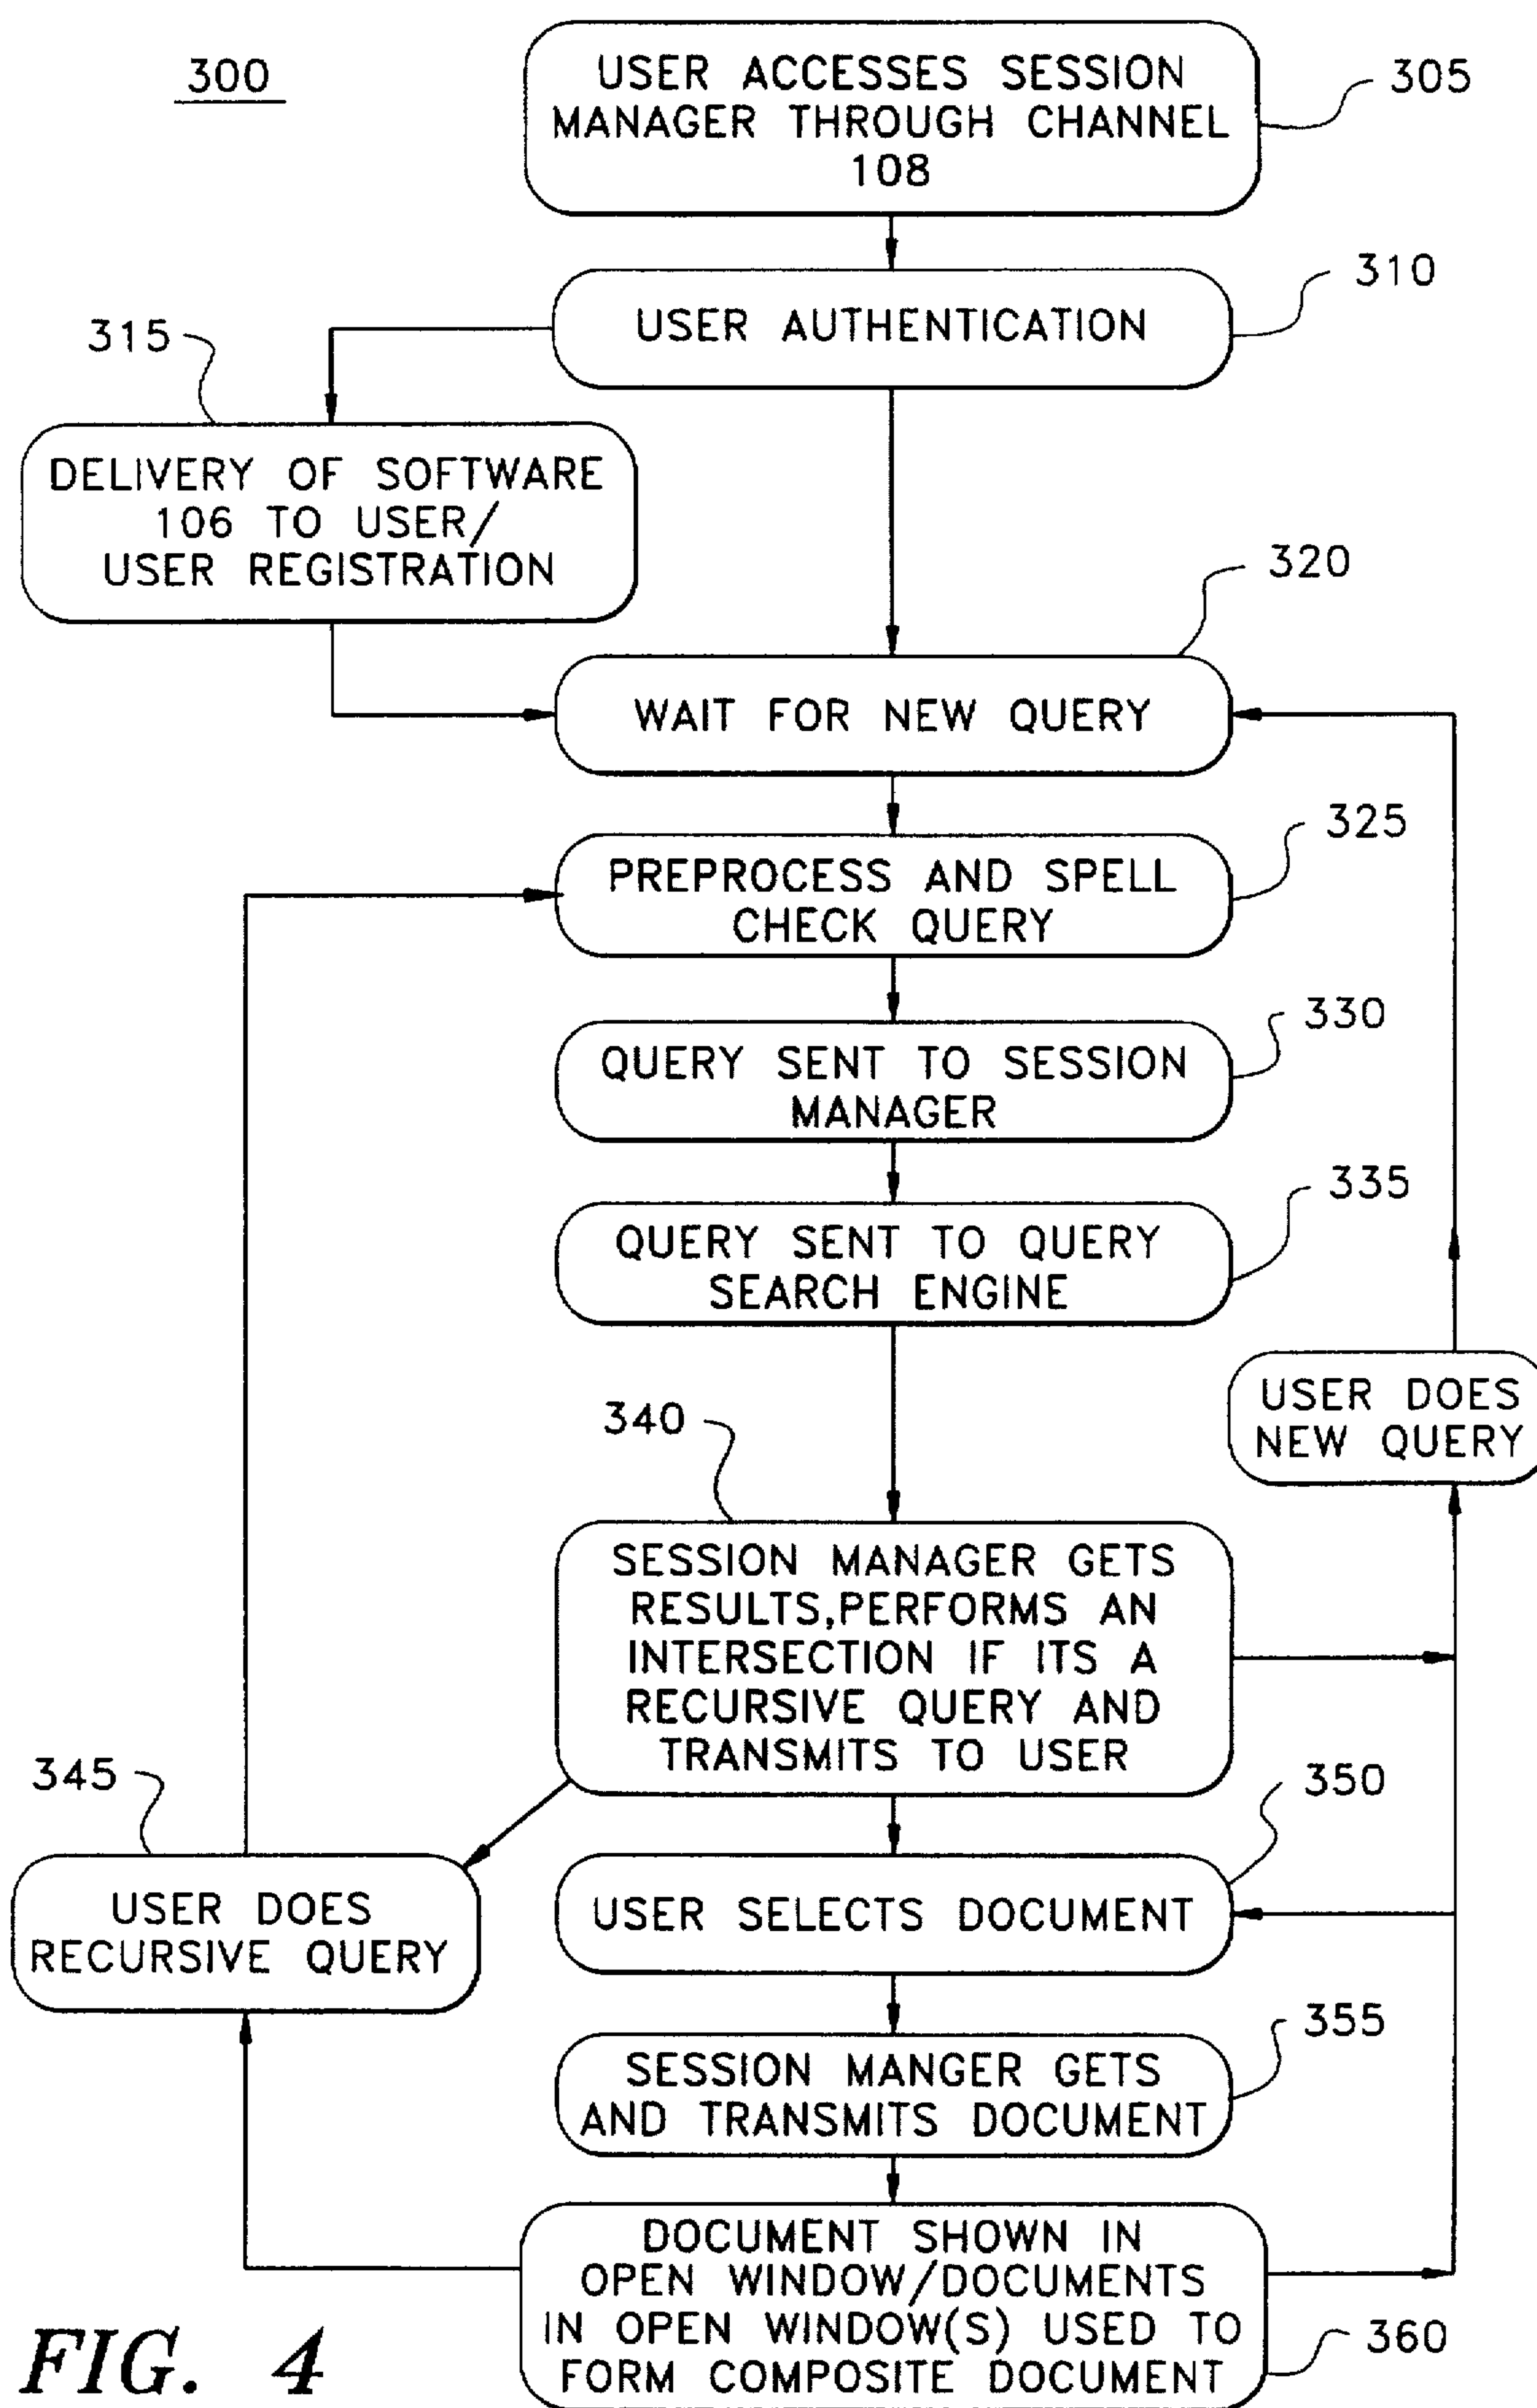 300
USER ACCESSES SESSION
MANAGER THROUGH CHANNEL
108
305
USER AUTHENTICATION
310
315
DELIVERY OF SOFTWARE
106 TO USER/
USER REGISTRATION
320
WAIT FOR NEW QUERY
325
PREPROCESS AND SPELL
CHECK QUERY
330
QUERY SENT TO SESSION
MANAGER
335
QUERY SENT TO QUERY
SEARCH ENGINE
USER DOES
NEW QUERY
340
SESSION MANAGER GETS
RESULTS,PERFORMS AN
INTERSECTION IF ITS A
RECURSIVE QUERY AND
TRANSMITS TO USER
345
USER DOES
RECURSIVE QUERY
350
USER SELECTS DOCUMENT
355
SESSION MANGER GETS
AND TRANSMITS DOCUMENT
DOCUMENT SHOWN IN
OPEN WINDOW/DOCUMENTS
IN OPEN WINDOW(S) USED TO
FORM COMPOSITE DOCUMENT
360
FIG. 4